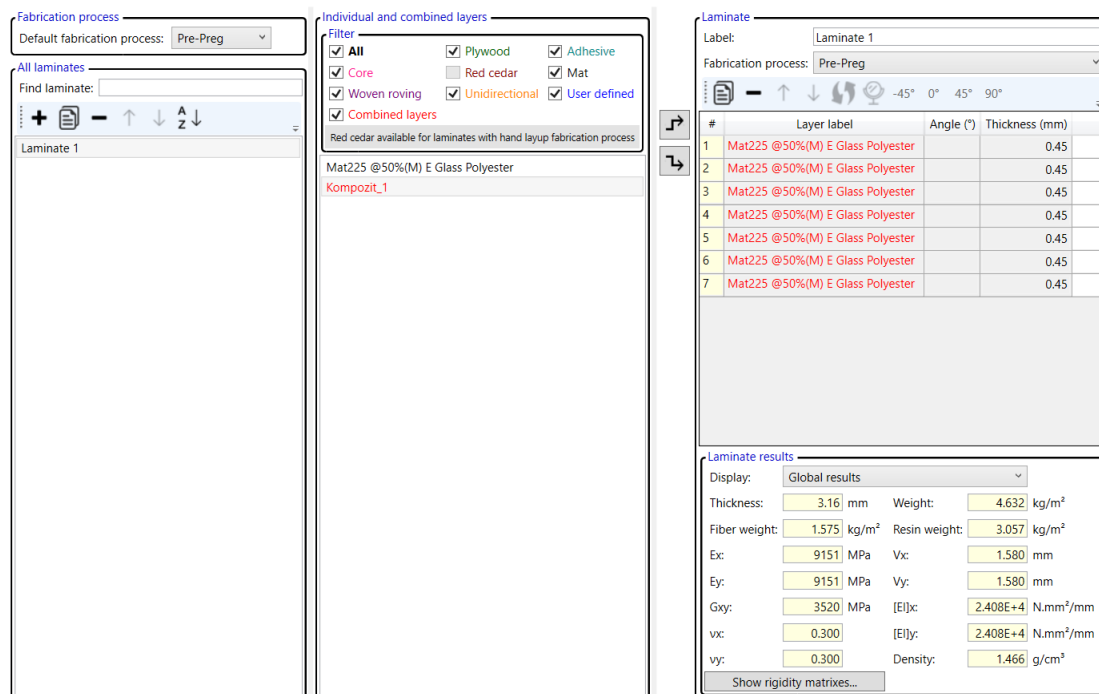 Fabrication process
Default fabrication process: Pre-Preg
All laminates
Find laminate:
A
Z
Laminate 1
Individual and combined layers
Filter
All Plywood Adhesive
Core Red cedar Mat
Woven roving Unidirectional User defined
Combined layers
Red cedar available for laminates with hand layup fabrication process
Mat225 @50%(M) E Glass Polyester
Kompozit_1
Laminate
Label: Laminate 1
Fabrication process: Pre-Preg
-45° 0° 45° 90°
# Layer label Angle (°) Thickness (mm)
1 Mat225 @50%(M) E Glass Polyester 0.45
2 Mat225 @50%(M) E Glass Polyester 0.45
3 Mat225 @50%(M) E Glass Polyester 0.45
4 Mat225 @50%(M) E Glass Polyester 0.45
5 Mat225 @50%(M) E Glass Polyester 0.45
6 Mat225 @50%(M) E Glass Polyester 0.45
7 Mat225 @50%(M) E Glass Polyester 0.45
Laminate results
Display: Global results
Thickness: 3.16 mm Weight: 4.632 kg/m²
Fiber weight: 1.575 kg/m² Resin weight: 3.057 kg/m²
Ex: 9151 MPa Vx: 1.580 mm
Ey: 9151 MPa Vy: 1.580 mm
Gxy: 3520 MPa [EI]x: 2.408E+4 N.mm²/mm
νx: 0.300 [EI]y: 2.408E+4 N.mm²/mm
νy: 0.300 Density: 1.466 g/cm³
Show rigidity matrixes...